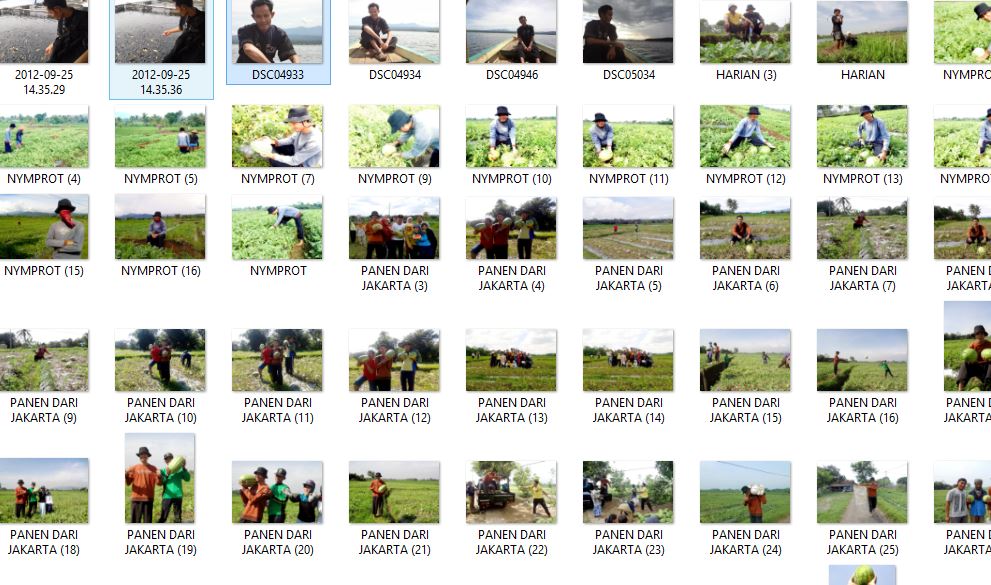 2012-09-25
14.35.29
2012-09-25
14.35.36
DSC04933
DSC04934
DSC04946
DSC05034
HARIAN (3)
HARIAN
NYMPRO
NYMPROT (4)
NYMPROT (5)
NYMPROT (7)
NYMPROT (9)
NYMPROT (10)
NYMPROT (11)
NYMPROT (12)
NYMPROT (13)
NYMPRO
NYMPROT (15)
NYMPROT (16)
NYMPROT
PANEN DARI
JAKARTA (3)
PANEN DARI
JAKARTA (4)
PANEN DARI
JAKARTA (5)
PANEN DARI
JAKARTA (6)
PANEN DARI
JAKARTA (7)
PANEN D
JAKARTA
PANEN DARI
JAKARTA (9)
PANEN DARI
JAKARTA (10)
PANEN DARI
JAKARTA (11)
PANEN DARI
JAKARTA (12)
PANEN DARI
JAKARTA (13)
PANEN DARI
JAKARTA (14)
PANEN DARI
JAKARTA (15)
PANEN DARI
JAKARTA (16)
PANEN D
JAKARTA
PANEN DARI
JAKARTA (18)
PANEN DARI
JAKARTA (19)
PANEN DARI
JAKARTA (20)
PANEN DARI
JAKARTA (21)
PANEN DARI
JAKARTA (22)
PANEN DARI
JAKARTA (23)
PANEN DARI
JAKARTA (24)
PANEN DARI
JAKARTA (25)
PANEN D
JAKARTA